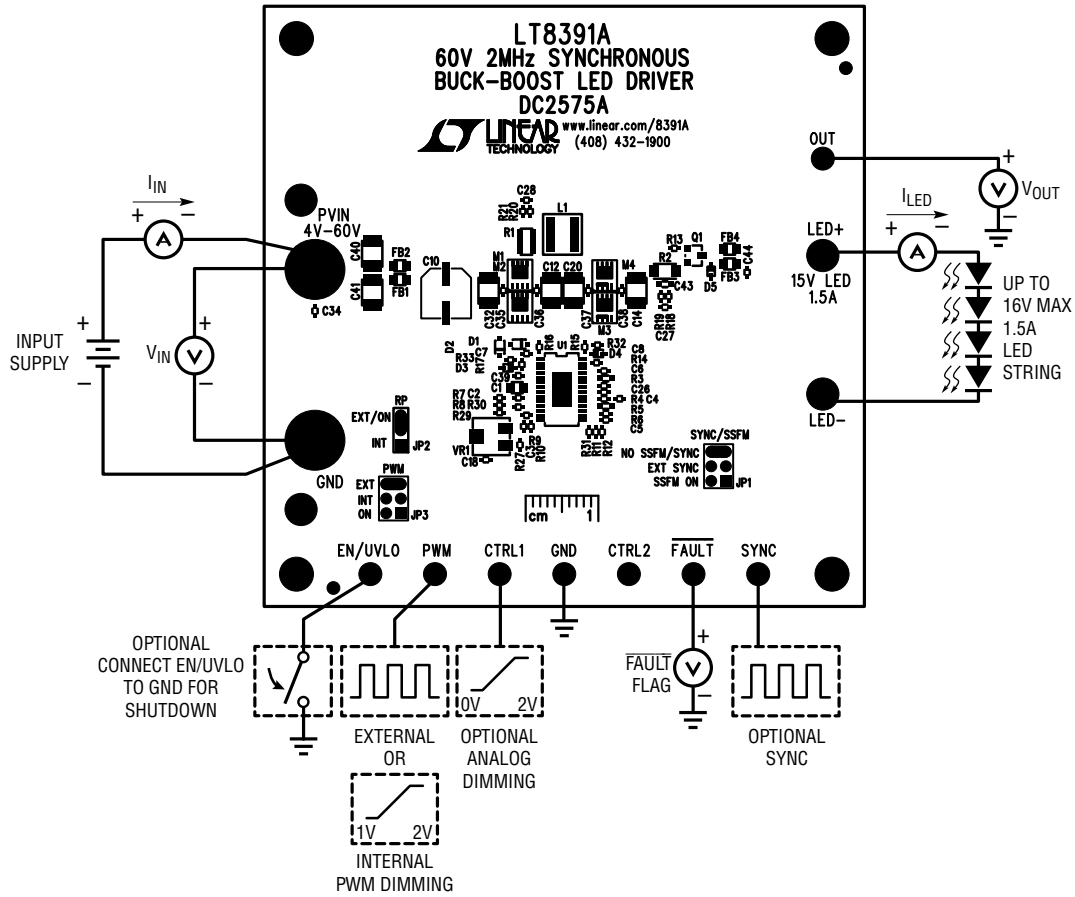 LT8391A
60V 2MHz SYNCHRONOUS
BUCK-BOOST LED DRIVER
DC2575A
LINEAR
TECHNOLOGY
www.linear.com/8391A
(408) 432-1900
OUT
+
V
VOUT
−
IIN
+ −
A
PVIN
4V-60V
LED+
15V LED
1.5A
ILED
+ −
A
UP TO
16V MAX
1.5A
LED
STRING
LED-
+
INPUT
SUPPLY
−
+
VIN
V
−
GND
C28
R21
R20
L1
R1
C40
FB2
C41
FB1
C34
C10
M1
M2
C12
C20
M4
R13
Q1
FB4
R2
FB3
C44
C43
D5
C32
C35
C36
C37
C38
C14
M3
R19
R18
C27
D2
D1
C7
R33
D3
R17
C39
C1
R16
U1
R15
R32
D4
C8
R14
C6
R3
C26
R4 C4
R5
R6
C5
R7 C2
R8 R30
R29
VR1
C18
R27
C3
R9
R10
R31
R11
R12
RP
EXT/ON
INT
JP2
PWM
EXT
INT
ON
JP3
SYNC/SSFM
NO SSFM/SYNC
EXT SYNC
SSFM ON
JP1
cm 1
EN/UVLO
PWM
CTRL1
GND
CTRL2
FAULT
SYNC
OPTIONAL
CONNECT EN/UVLO
TO GND FOR
SHUTDOWN
EXTERNAL
OR
1V 2V
INTERNAL
PWM DIMMING
0V 2V
OPTIONAL
ANALOG
DIMMING
FAULT
FLAG
+
V
−
OPTIONAL
SYNC